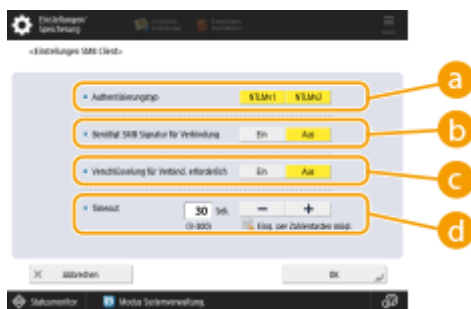 Einstellungen/
Speicherung
<Einstellungen SMB Client>
Authentisierungstyp
NTLMv1
NTLMv2
a
Benötigt SMB Signatur für Verbindung
Ein
Aus
b
Verschlüsselung für Verbind. erforderlich
Ein
Aus
c
Timeout
30 Sek.
−
+
(0-300)
Eing. per Zahlentasten mögl.
d
Abbrechen
OK
Statusmonitor
Modus Systemverwaltung.